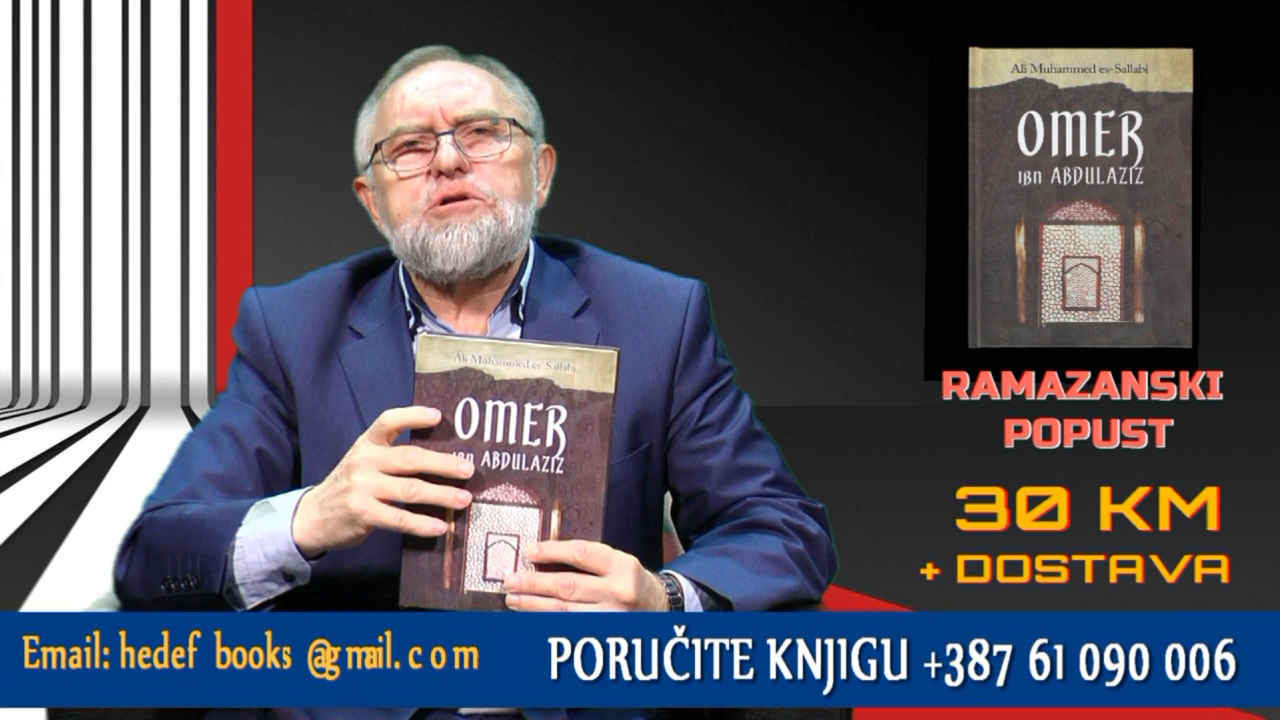 Ali Muhammed es-Sallabi
OMER
IBN ABDULAZIZ
Ali Muhammed es-Sallabi
OMER
IBN ABDULAZIZ
RAMAZANSKI
POPUST
30 KM
+ DOSTAVA
Email: hedef books @gmail.com
PORUČITE KNJIGU +387 61 090 006